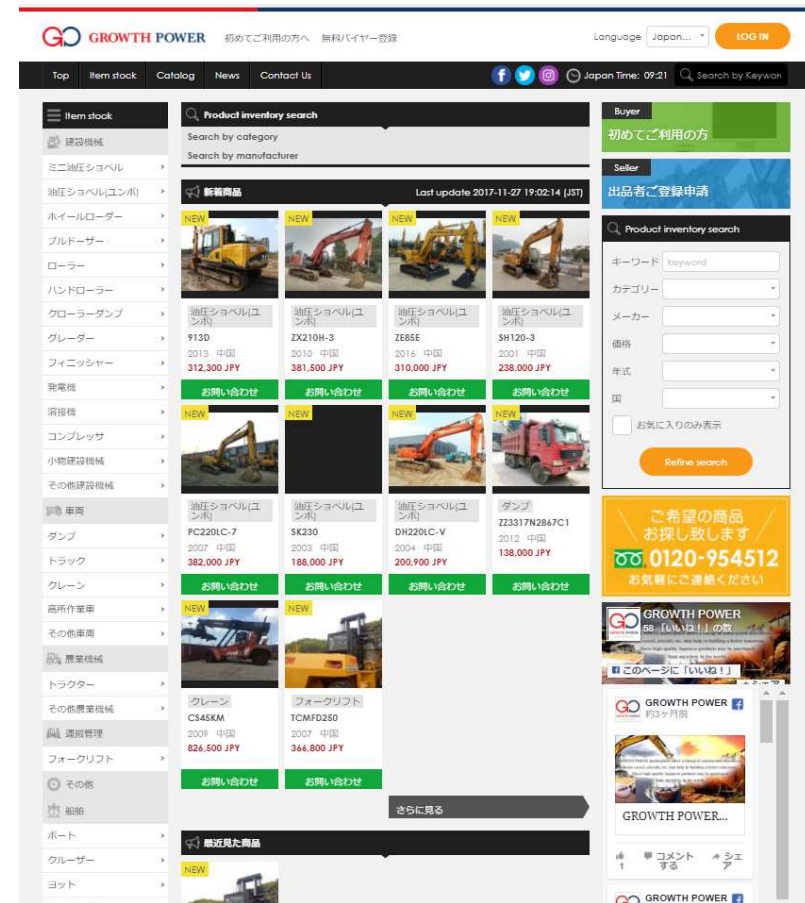 GROWTH POWER
初めてご利用の方へ 無料バイヤー登録
Language Japan...
LOG IN
Top Item stock Catalog News Contact Us
Japan Time: 09:21
Search by Keywor
Item stock
建設機械
ミニ油圧ショベル
油圧ショベル(ユンボ)
ホイールローダー
ブルドーザー
ローラー
ハンドローラー
クローラーダンプ
グレーダー
フィニッシャー
発電機
溶接機
コンプレッサ
小物建設機械
その他建設機械
車両
ダンプ
トラック
クレーン
高所作業車
その他車両
農業機械
トラクター
その他農業機械
運搬管理
フォークリフト
その他
船舶
ボート
クルーザー
ヨット
Product inventory search
Search by category
Search by manufacturer
新着商品
Last update 2017-11-27 19:02:14 (JST)
NEW
油圧ショベル(ユ
ンボ)
913D
2013 中国
312,300 JPY
お問い合わせ
NEW
油圧ショベル(ユ
ンボ)
ZX210H-3
2010 中国
381,500 JPY
お問い合わせ
NEW
油圧ショベル(ユ
ンボ)
ZE85E
2016 中国
310,000 JPY
お問い合わせ
NEW
油圧ショベル(ユ
ンボ)
SH120-3
2001 中国
238,000 JPY
お問い合わせ
NEW
油圧ショベル(ユ
ンボ)
PC220LC-7
2007 中国
382,000 JPY
お問い合わせ
NEW
油圧ショベル(ユ
ンボ)
SK230
2003 中国
188,000 JPY
お問い合わせ
NEW
油圧ショベル(ユ
ンボ)
DH220LC-V
2004 中国
200,900 JPY
お問い合わせ
NEW
ダンプ
ZZ3317N2867C1
2012 中国
138,000 JPY
お問い合わせ
NEW
クレーン
CS45KM
2009 中国
826,500 JPY
お問い合わせ
NEW
フォークリフト
TCMFD250
2007 中国
366,800 JPY
お問い合わせ
さらに見る
最近見た商品
NEW
Buyer
初めてご利用の方
Seller
出品者ご登録申請
Product inventory search
キーワード keyword
カテゴリー
メーカー
価格
年式
国
お気に入りのみ表示
Refine search
ご希望の商品
お探し致します
0120-954512
お気軽にご連絡ください
GROWTH POWER
58「いいね！」の数
このページに「いいね！」
シェア
GROWTH POWER
約3ヶ月前
GROWTH POWER...
1
コメント
する
シェ
ア
GROWTH POWER